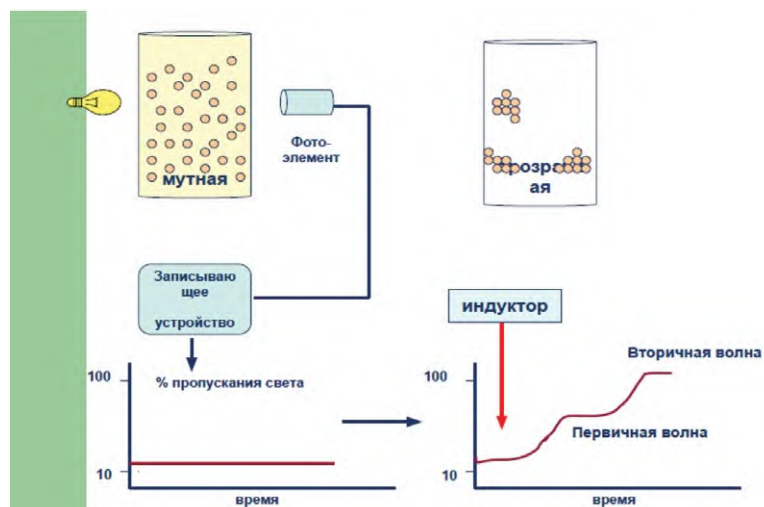 Фото-
элемент
мутная
ая
Записываю
щее
устройство
индуктор
100
% пропускания света
10
время
100
Вторичная волна
Первичная волна
10
время